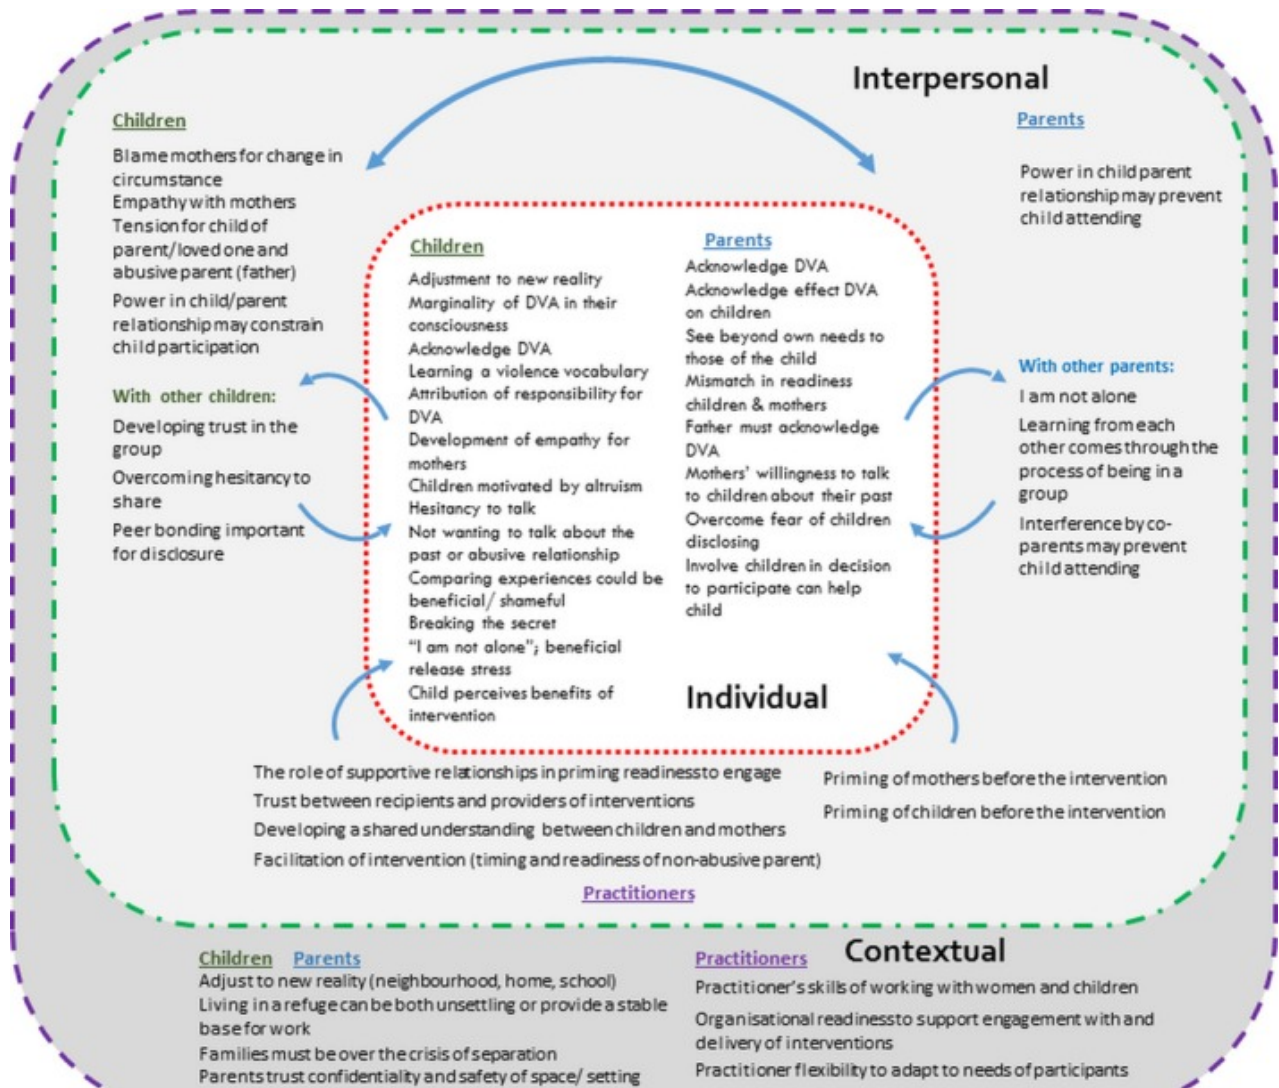 Interpersonal
Children
Blame mothers for change in
circumstance
Empathy with mothers
Tension for child of
parent/loved one and
abusive parent (father)
Power in child/parent
relationship may constrain
child participation
With other children:
Developing trust in the
group
Overcoming hesitancy to
share
Peer bonding important
for disclosure
Children
Adjustment to new reality
Marginality of DVA in their
consciousness
Acknowledge DVA
Learning a violence vocabulary
Attribution of responsibility for
DVA
Development of empathy for
mothers
Children motivated by altruism
Hesitancy to talk
Not wanting to talk about the
past or abusive relationship
Comparing experiences could be
beneficial/ shameful
Breaking the secret
"I am not alone"; beneficial
release stress
Child perceives benefits of
intervention
Parents
Acknowledge DVA
Acknowledge effect DVA
on children
See beyond own needs to
those of the child
Mismatch in readiness
children & mothers
Father must acknowledge
DVA
Mothers' willingness to talk
to children about their past
Overcome fear of children
disclosing
Involve children in decision
to participate can help
child
Individual
Parents
Power in child parent
relationship may prevent
child attending
With other parents:
I am not alone
Learning from each
other comes through the
process of being in a
group
Interference by co-
parents may prevent
child attending
The role of supportive relationships in priming readiness to engage
Trust between recipients and providers of interventions
Developing a shared understanding between children and mothers
Facilitation of intervention (timing and readiness of non-abusive parent)
Priming of mothers before the intervention
Priming of children before the intervention
Practitioners
Contextual
Children Parents
Adjust to new reality (neighbourhood, home, school)
Living in a refuge can be both unsettling or provide a stable
base for work
Families must be over the crisis of separation
Parents trust confidentiality and safety of space/ setting
Practitioners
Practitioner's skills of working with women and children
Organisational readiness to support engagement with and
delivery of interventions
Practitioner flexibility to adapt to needs of participants